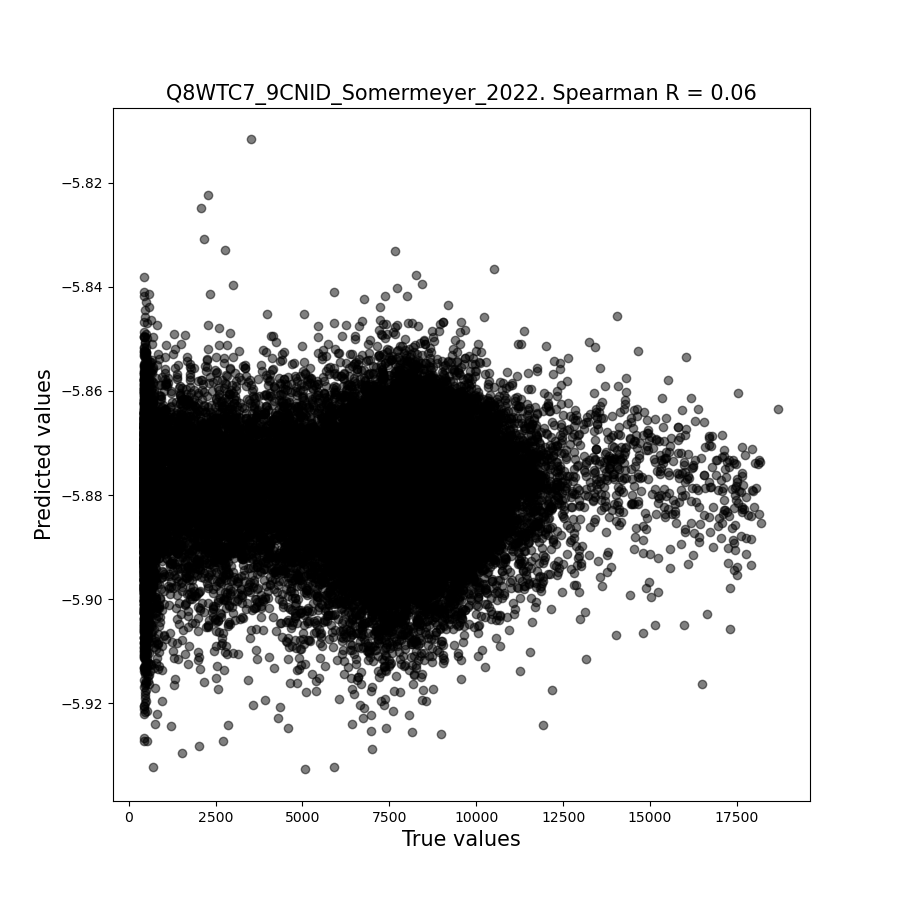 Q8WTC7_9CNID_Somermeyer_2022. Spearman R = 0.06
Predicted values
−5.82
−5.84
−5.86
−5.88
−5.90
−5.92
0 2500 5000 7500 10000 12500 15000 17500
True values